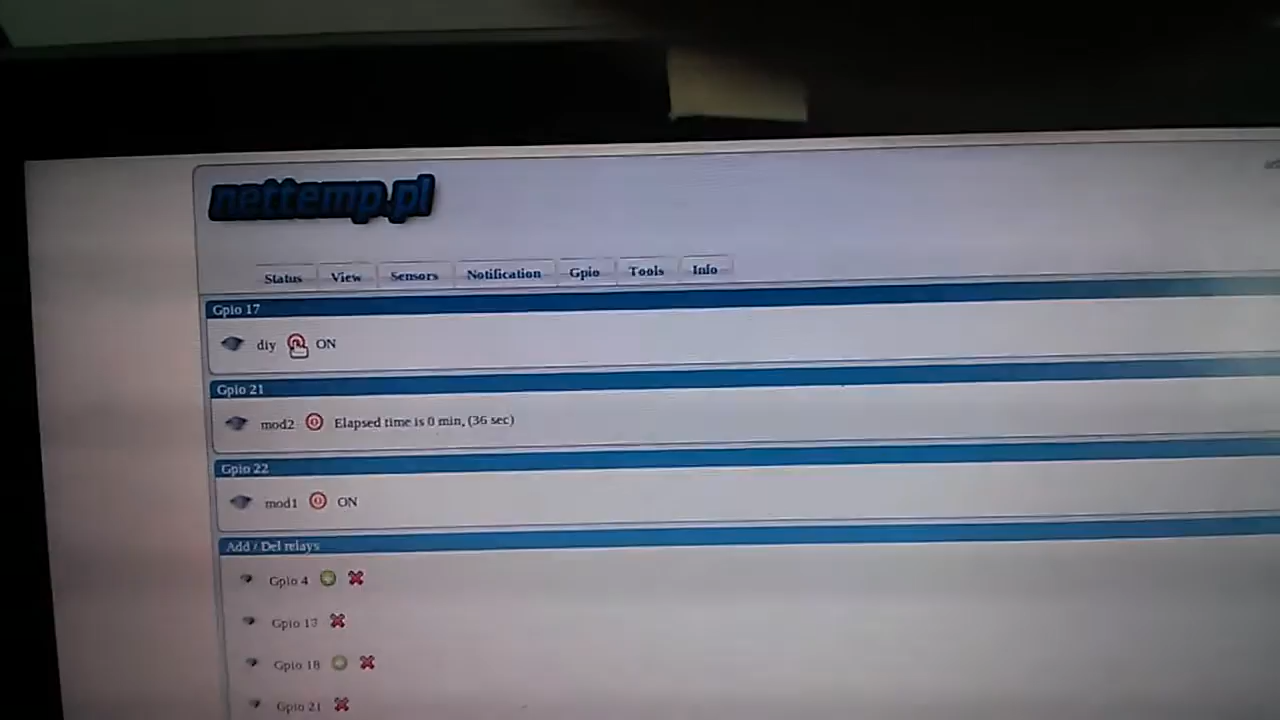 nettemp.pl
Status View Sensors Notification Gpio Tools Info
Gpio 17
diy ON
Gpio 21
mod2 Elapsed time is 0 min, (36 sec)
Gpio 22
mod1 ON
Add / Del relays
Gpio 4
Gpio 17
Gpio 18
Gpio 21